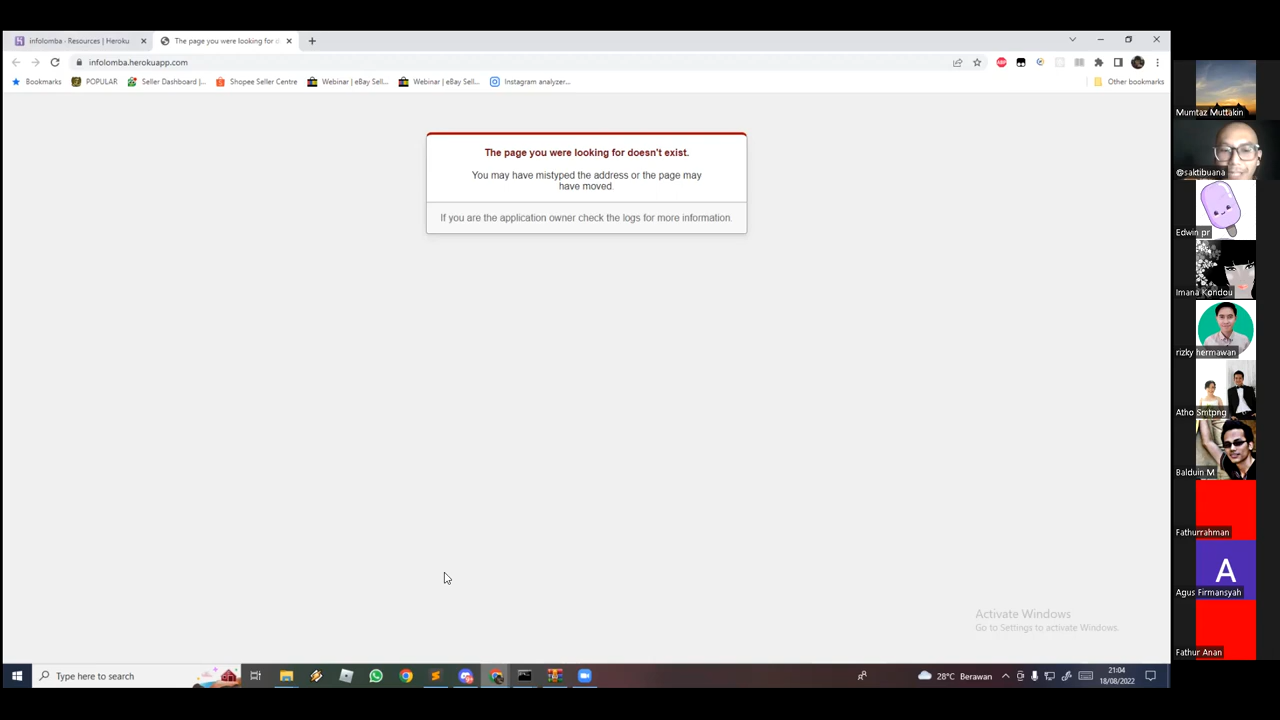 infolomba · Resources | Heroku
The page you were looking for d
infolomba.herokuapp.com
Bookmarks
POPULAR
Seller Dashboard |...
Shopee Seller Centre
Webinar | eBay Sell...
Webinar | eBay Sell...
Instagram analyzer...
Other bookmarks
The page you were looking for doesn't exist.
You may have mistyped the address or the page may
have moved.
If you are the application owner check the logs for more information.
Activate Windows
Go to Settings to activate Windows.
Type here to search
28°C Berawan
21:04
18/08/2022
Mumtaz Muttakin
@saktibuana
Edwin pr
Imana Kondou
rizky hermawan
Atho Smtpng
Balduin M
Fathurrahman
A
Agus Firmansyah
Fathur Anan